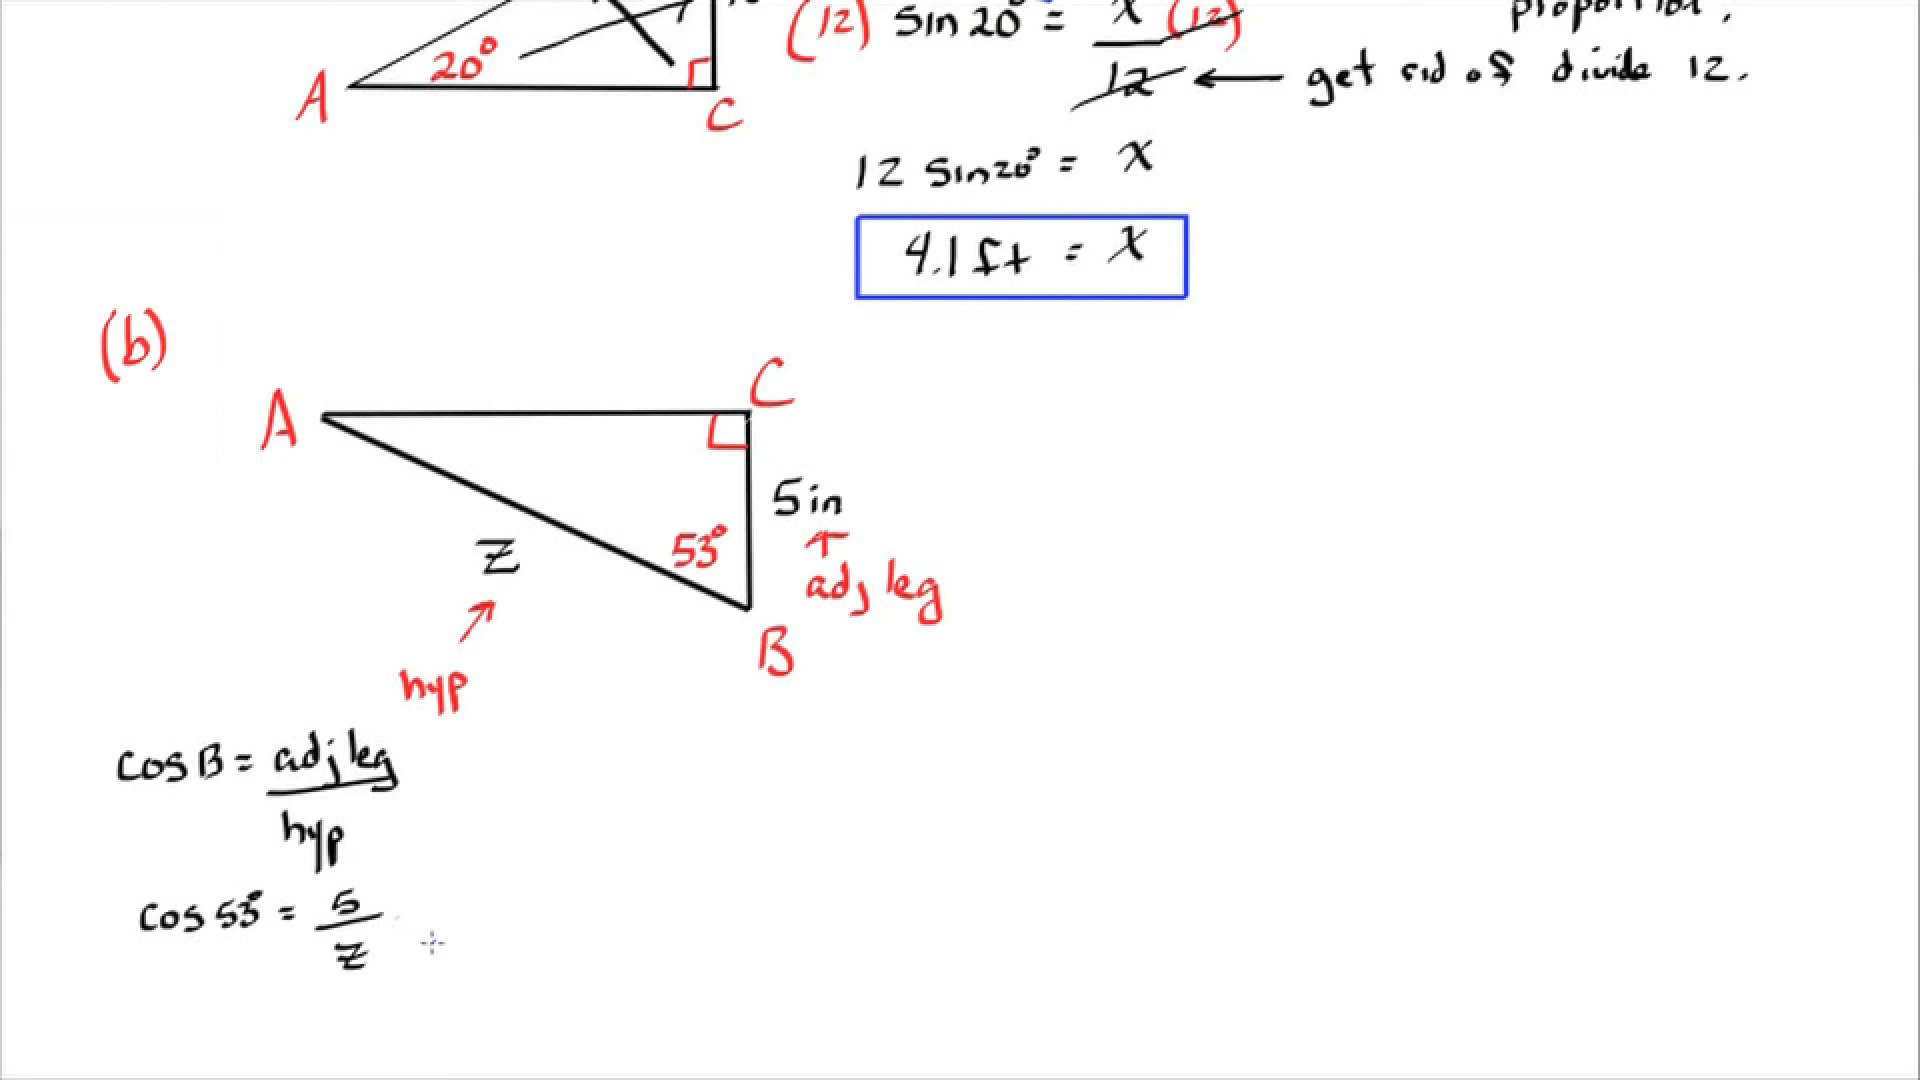 (12) sin 20° = x (12)
12
proportion.
← get rid of divide 12.
20°
A
C
12 sin 20° = x
4.1 ft = x
(b)
A
C
5 in
53°
adj leg
z
hyp
B
cos B = adj leg
hyp
cos 53° = 5
z